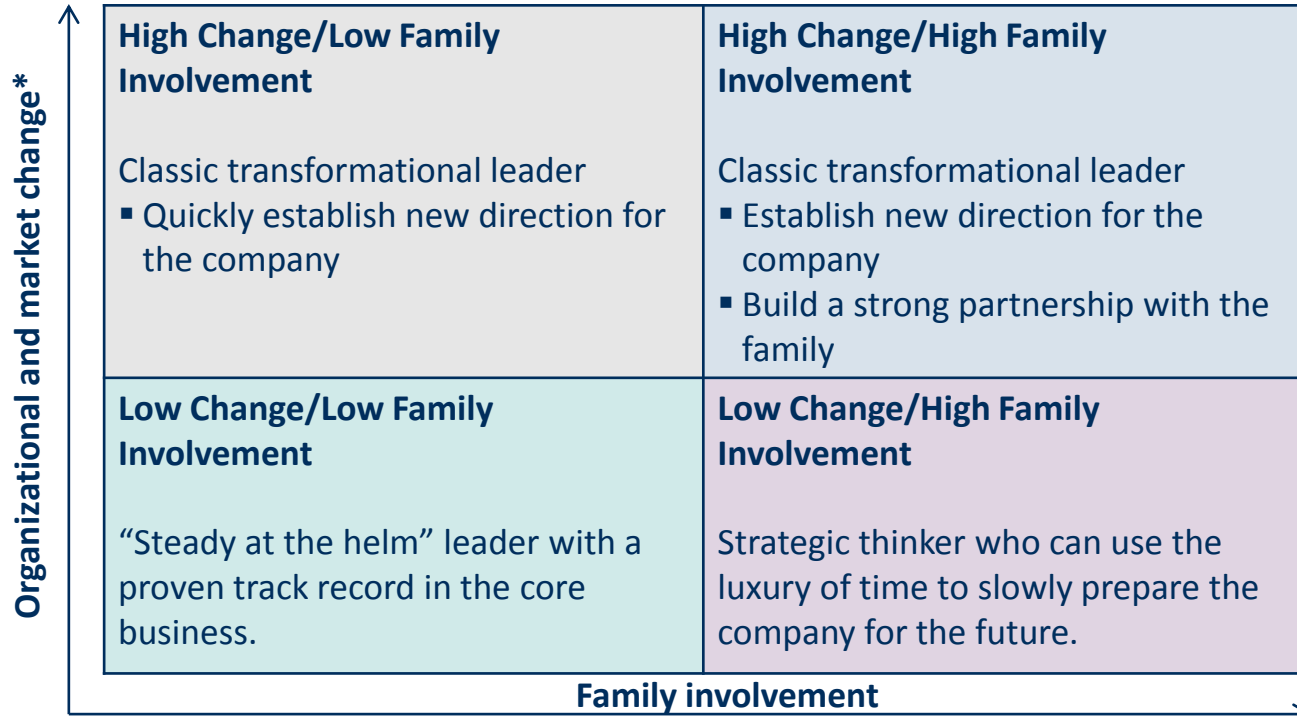 Organizational and market change*
High Change/Low Family
Involvement
Classic transformational leader
▪ Quickly establish new direction for
the company
High Change/High Family
Involvement
Classic transformational leader
▪ Establish new direction for the
company
▪ Build a strong partnership with the
family
Low Change/Low Family
Involvement
“Steady at the helm” leader with a
proven track record in the core
business.
Low Change/High Family
Involvement
Strategic thinker who can use the
luxury of time to slowly prepare the
company for the future.
Family involvement